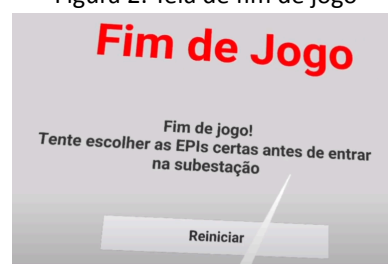 Figura 2: Tela de fim de jogo
Fim de Jogo
Fim de jogo!
Tente escolher as EPIs certas antes de entrar
na subestação
Reiniciar